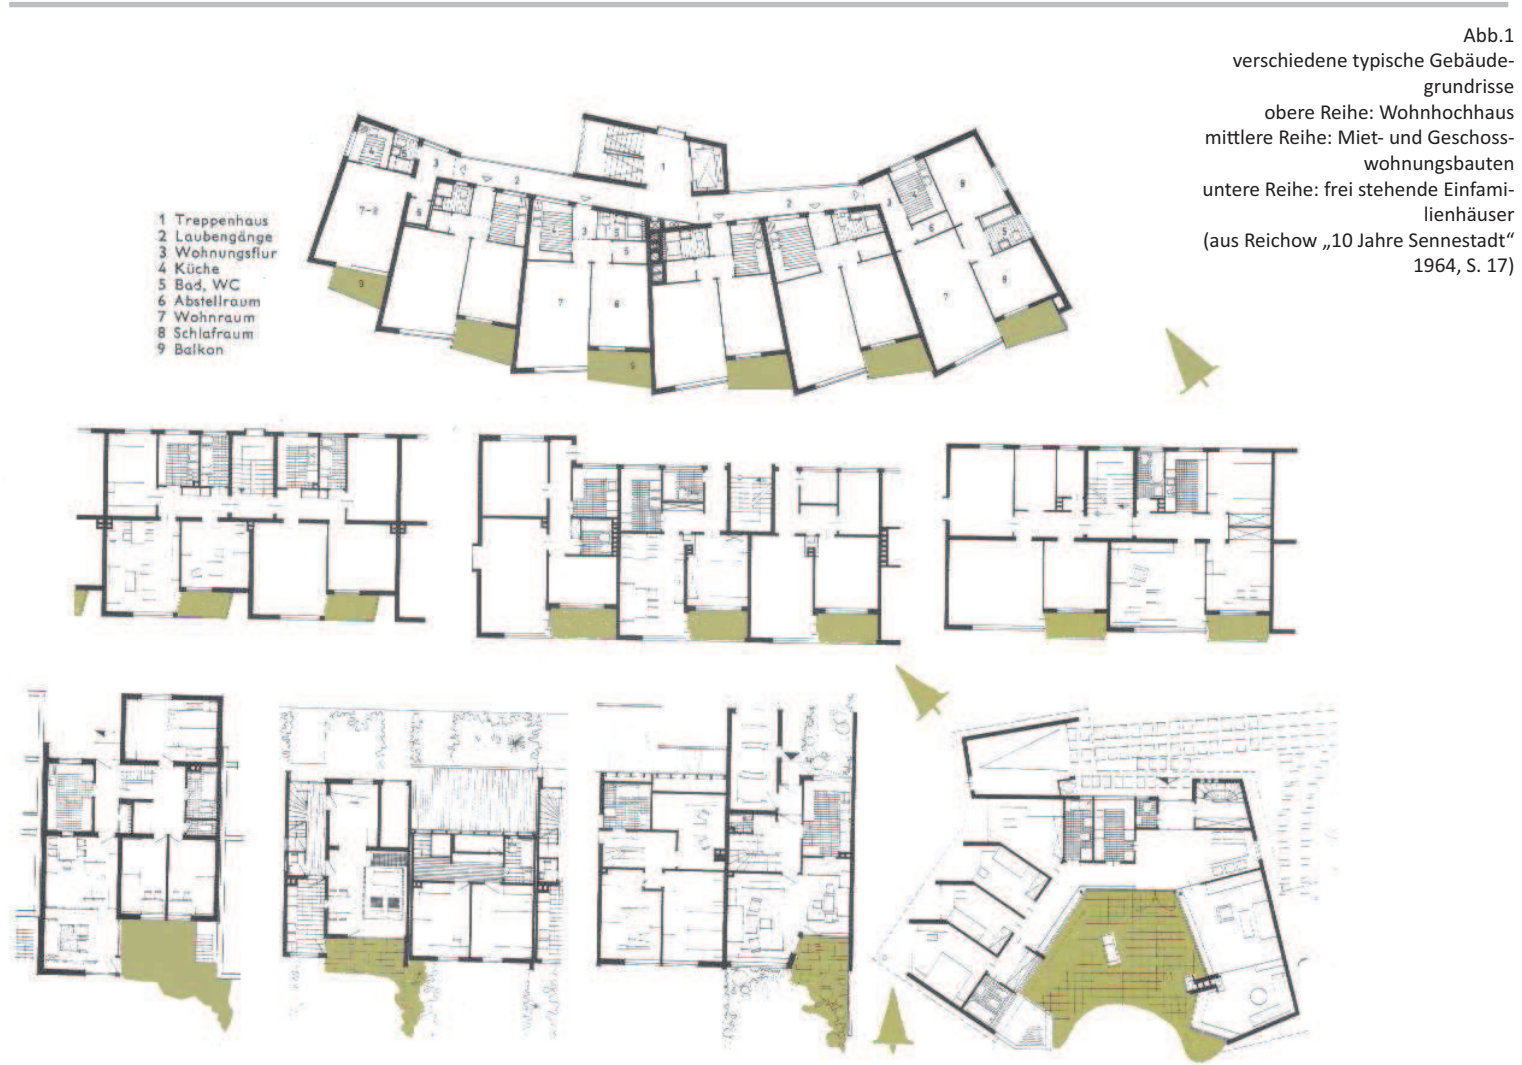 Abb.1
verschiedene typische Gebäude-
grundrisse
obere Reihe: Wohnhochhaus
mittlere Reihe: Miet- und Geschoss-
wohnungsbauten
untere Reihe: frei stehende Einfami-
lienhäuser
(aus Reichow „10 Jahre Sennestadt“
1964, S. 17)
1 Treppenhaus
2 Laubengänge
3 Wohnungsflur
4 Küche
5 Bad, WC
6 Abstellraum
7 Wohnraum
8 Schlafraum
9 Balkon